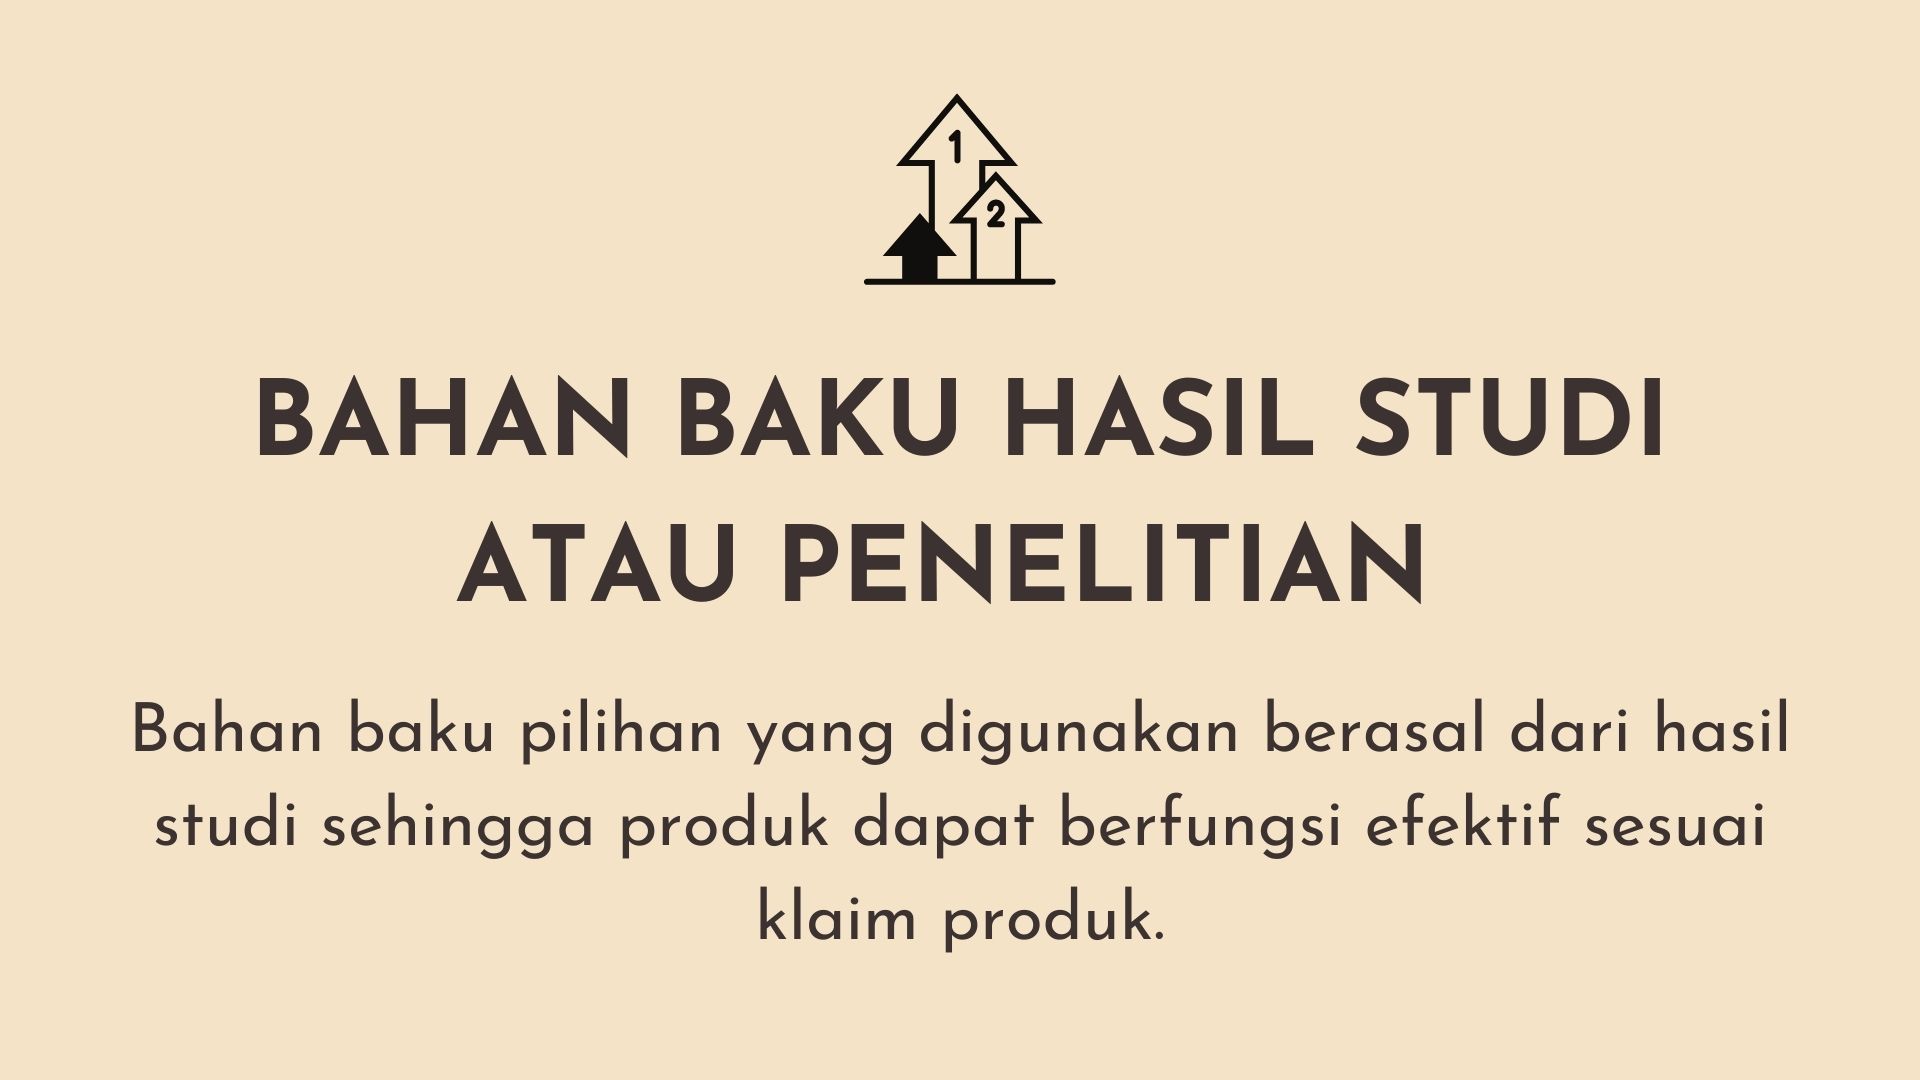 1
2
BAHAN BAKU HASIL STUDI
ATAU PENELITIAN
Bahan baku pilihan yang digunakan berasal dari hasil
studi sehingga produk dapat berfungsi efektif sesuai
klaim produk.